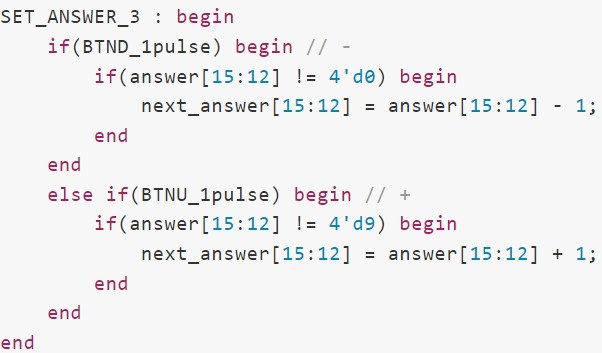 SET_ANSWER_3 : begin
    if(BTND_1pulse) begin // -
        if(answer[15:12] != 4'd0) begin
            next_answer[15:12] = answer[15:12] - 1;
        end
    end
    else if(BTNU_1pulse) begin // +
        if(answer[15:12] != 4'd9) begin
            next_answer[15:12] = answer[15:12] + 1;
        end
    end
end